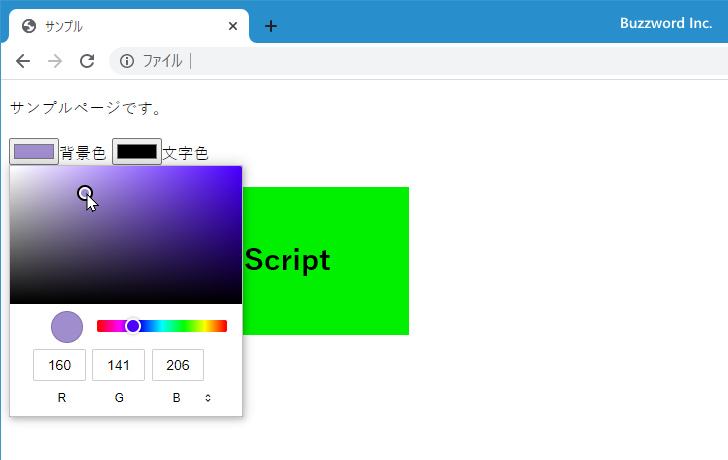 サンプル
Buzzword Inc.
ファイル
サンプルページです。
背景色 文字色
Script
160 141 206
R G B